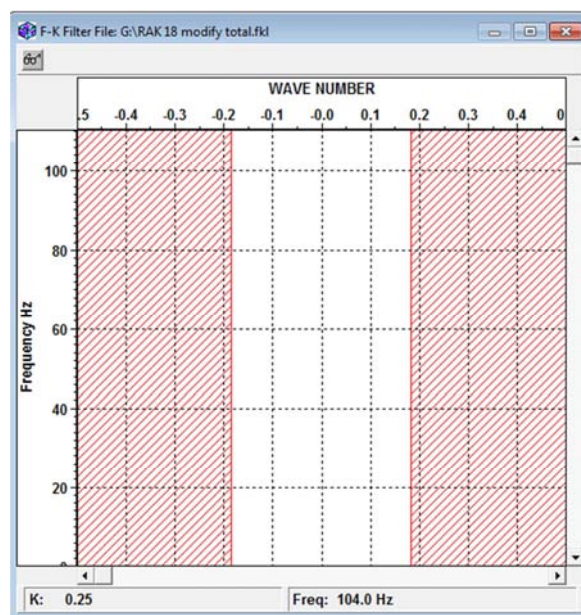 F-K Filter File: G:\RAK 18 modify total.fkl
WAVE NUMBER
.5 -0.4 -0.3 -0.2 -0.1 -0.0 0.1 0.2 0.3 0.4 0
100
80
60
40
20
0
Frequency Hz
K: 0.25 Freq: 104.0 Hz